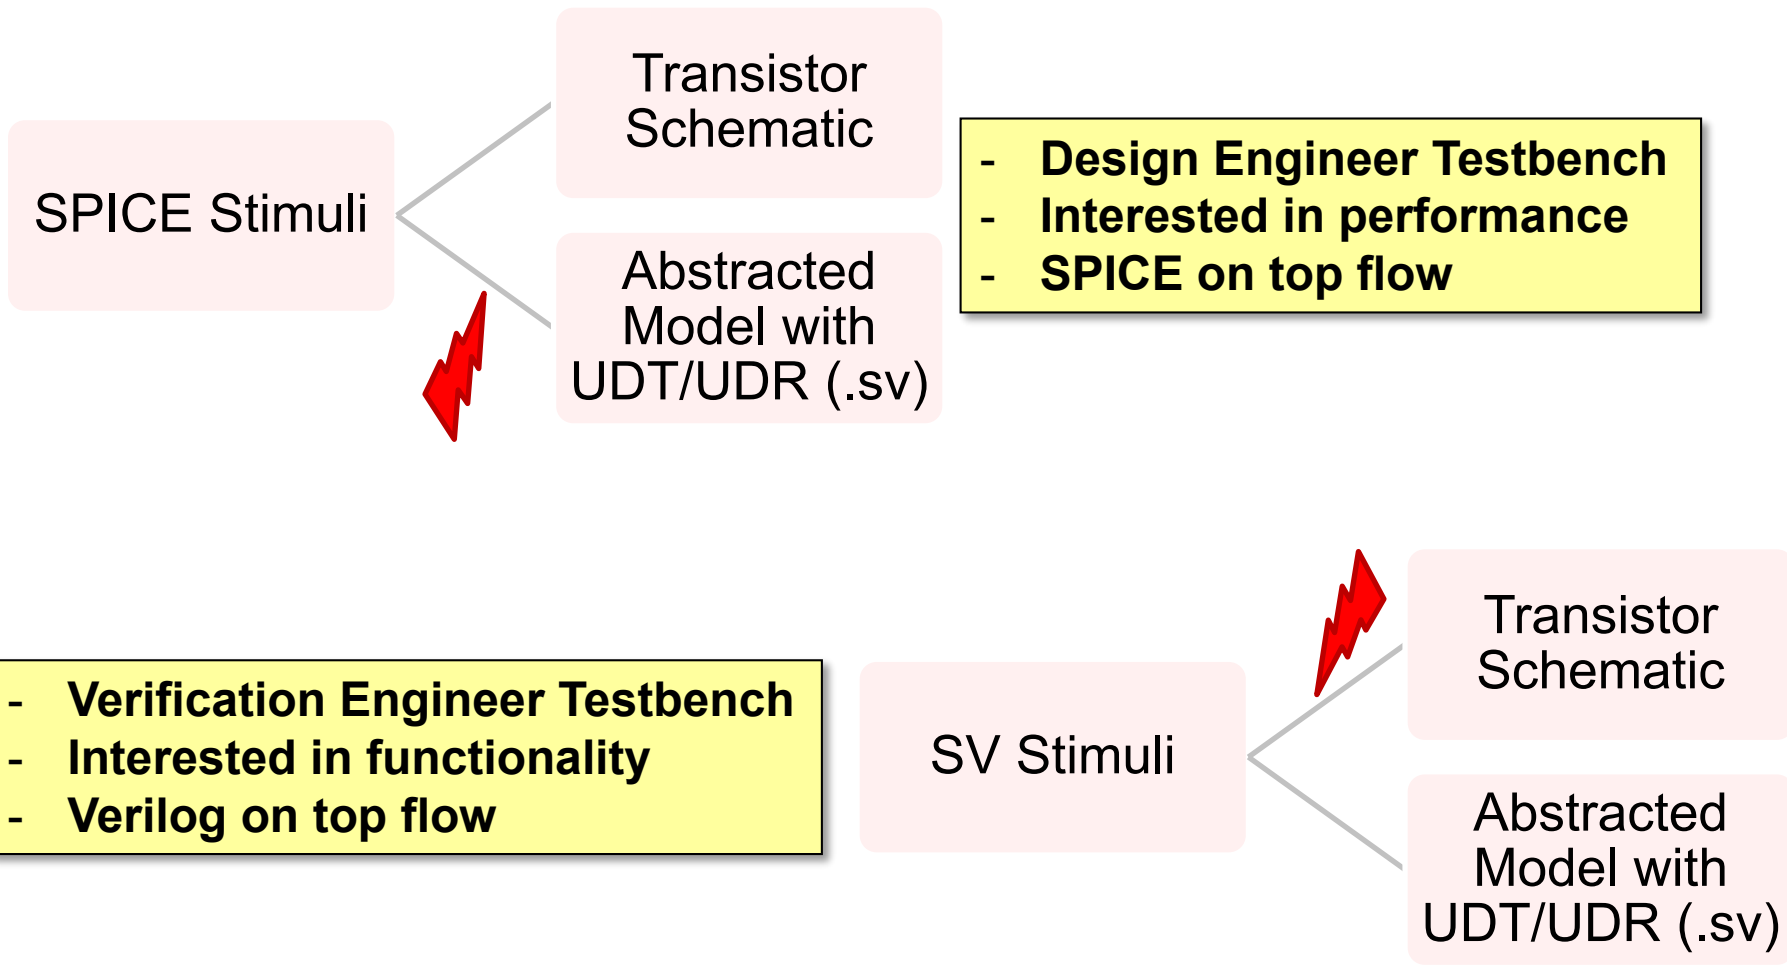 Transistor
Schematic
SPICE Stimuli
Abstracted
Model with
UDT/UDR (.sv)
- Design Engineer Testbench
- Interested in performance
- SPICE on top flow
- Verification Engineer Testbench
- Interested in functionality
- Verilog on top flow
SV Stimuli
Transistor
Schematic
Abstracted
Model with
UDT/UDR (.sv)